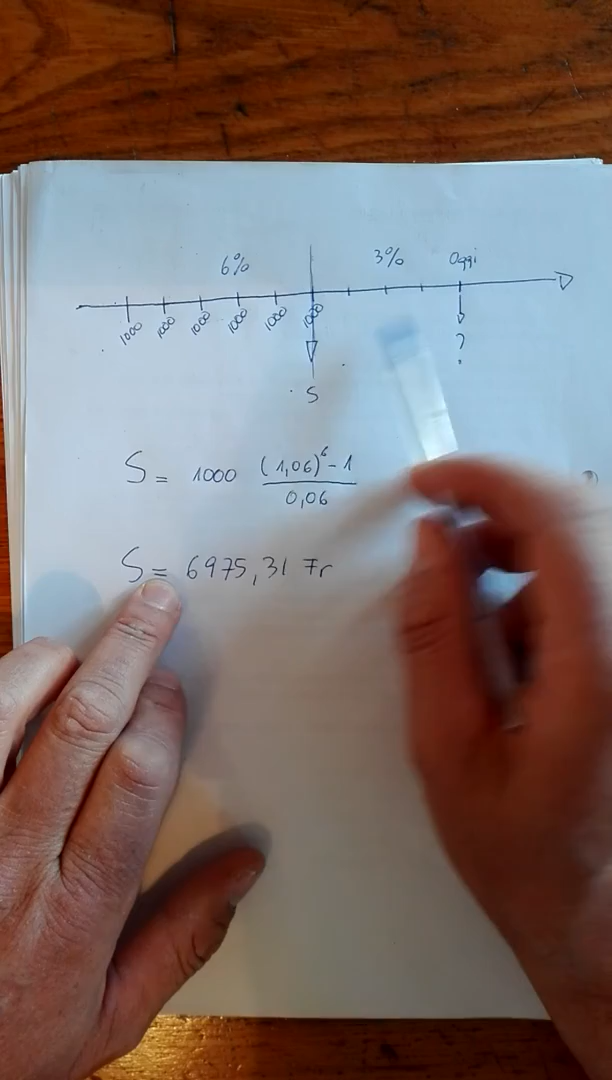 6% 3% Oggi
1000 1000 1000 1000 1000 1000 ?
S
S = 1000 ((1,06)^6 - 1) / 0,06
S = 6975,31 Fr